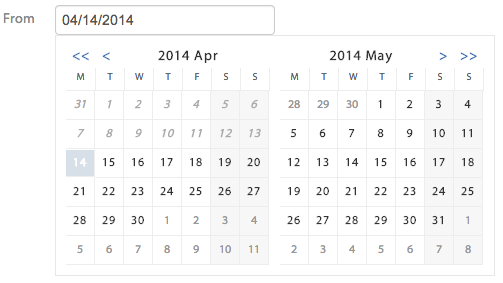 From 04/14/2014
<< < 2014 Apr 2014 May > >>
M T W T F S S M T W T F S S
31 1 2 3 4 5 6 28 29 30 1 2 3 4
7 8 9 10 11 12 13 5 6 7 8 9 10 11
14 15 16 17 18 19 20 12 13 14 15 16 17 18
21 22 23 24 25 26 27 19 20 21 22 23 24 25
28 29 30 1 2 3 4 26 27 28 29 30 31 1
5 6 7 8 9 10 11 2 3 4 5 6 7 8